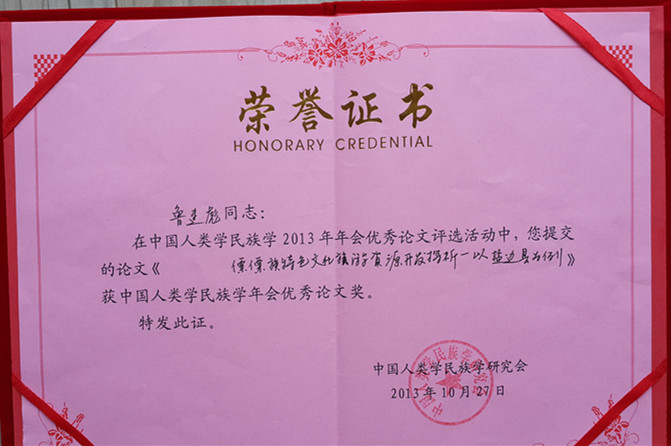 荣誉证书
HONORARY CREDENTIAL
鲁建彪同志：
在中国人类学民族学2013年年会优秀论文评选活动中，您提交
的论文《傈僳族特色文化旅游资源开发探析—以盐边县为例》
获中国人类学民族学年会优秀论文奖。
特发此证。
中国人类学民族学研究会
2013年10月27日